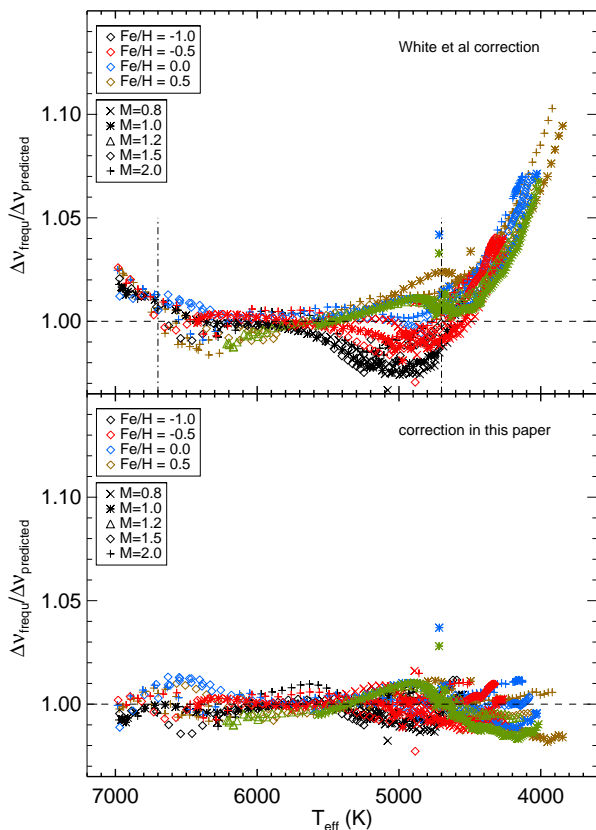 Fe/H = -1.0
Fe/H = -0.5
Fe/H = 0.0
Fe/H = 0.5
White et al correction
M=0.8
M=1.0
M=1.2
M=1.5
M=2.0
1.10
1.05
1.00
Δν_frequ/Δν_predicted
Fe/H = -1.0
Fe/H = -0.5
Fe/H = 0.0
Fe/H = 0.5
correction in this paper
M=0.8
M=1.0
M=1.2
M=1.5
M=2.0
1.10
1.05
1.00
Δν_frequ/Δν_predicted
7000 6000 5000 4000
T_eff (K)